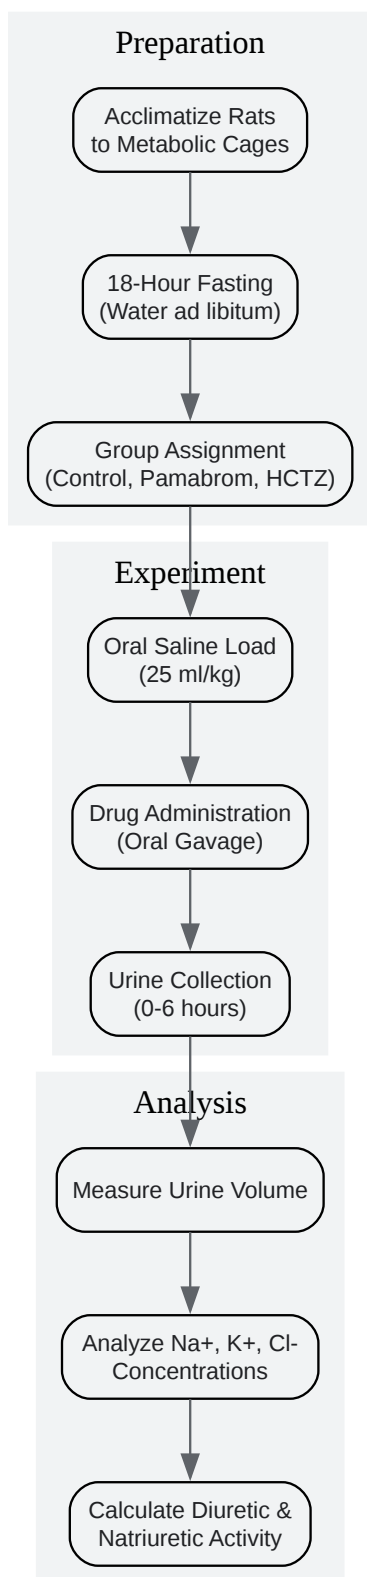 Preparation
Acclimatize Rats
to Metabolic Cages
18-Hour Fasting
(Water ad libitum)
Group Assignment
(Control, Pamabrom, HCTZ)
Experiment
Oral Saline Load
(25 ml/kg)
Drug Administration
(Oral Gavage)
Urine Collection
(0-6 hours)
Analysis
Measure Urine Volume
Analyze Na+, K+, Cl-
Concentrations
Calculate Diuretic &
Natriuretic Activity